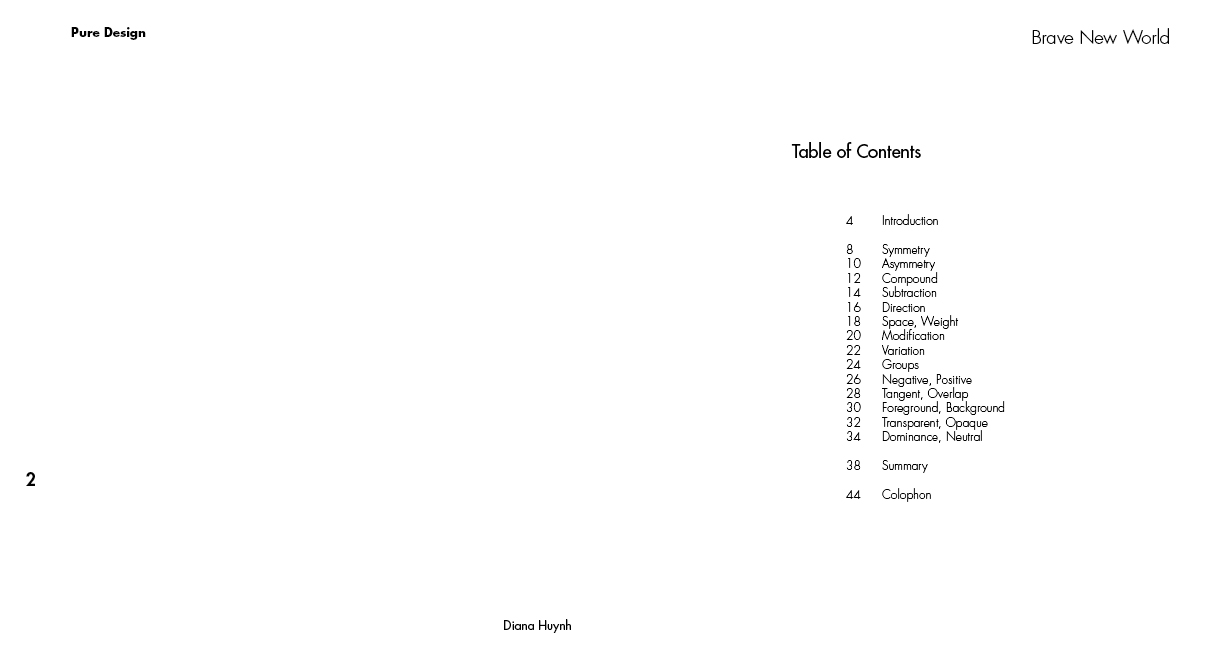 Pure Design
Brave New World
Table of Contents
4 Introduction
8 Symmetry
10 Asymmetry
12 Compound
14 Subtraction
16 Direction
18 Space, Weight
20 Modification
22 Variation
24 Groups
26 Negative, Positive
28 Tangent, Overlap
30 Foreground, Background
32 Transparent, Opaque
34 Dominance, Neutral
38 Summary
44 Colophon
2
Diana Huynh